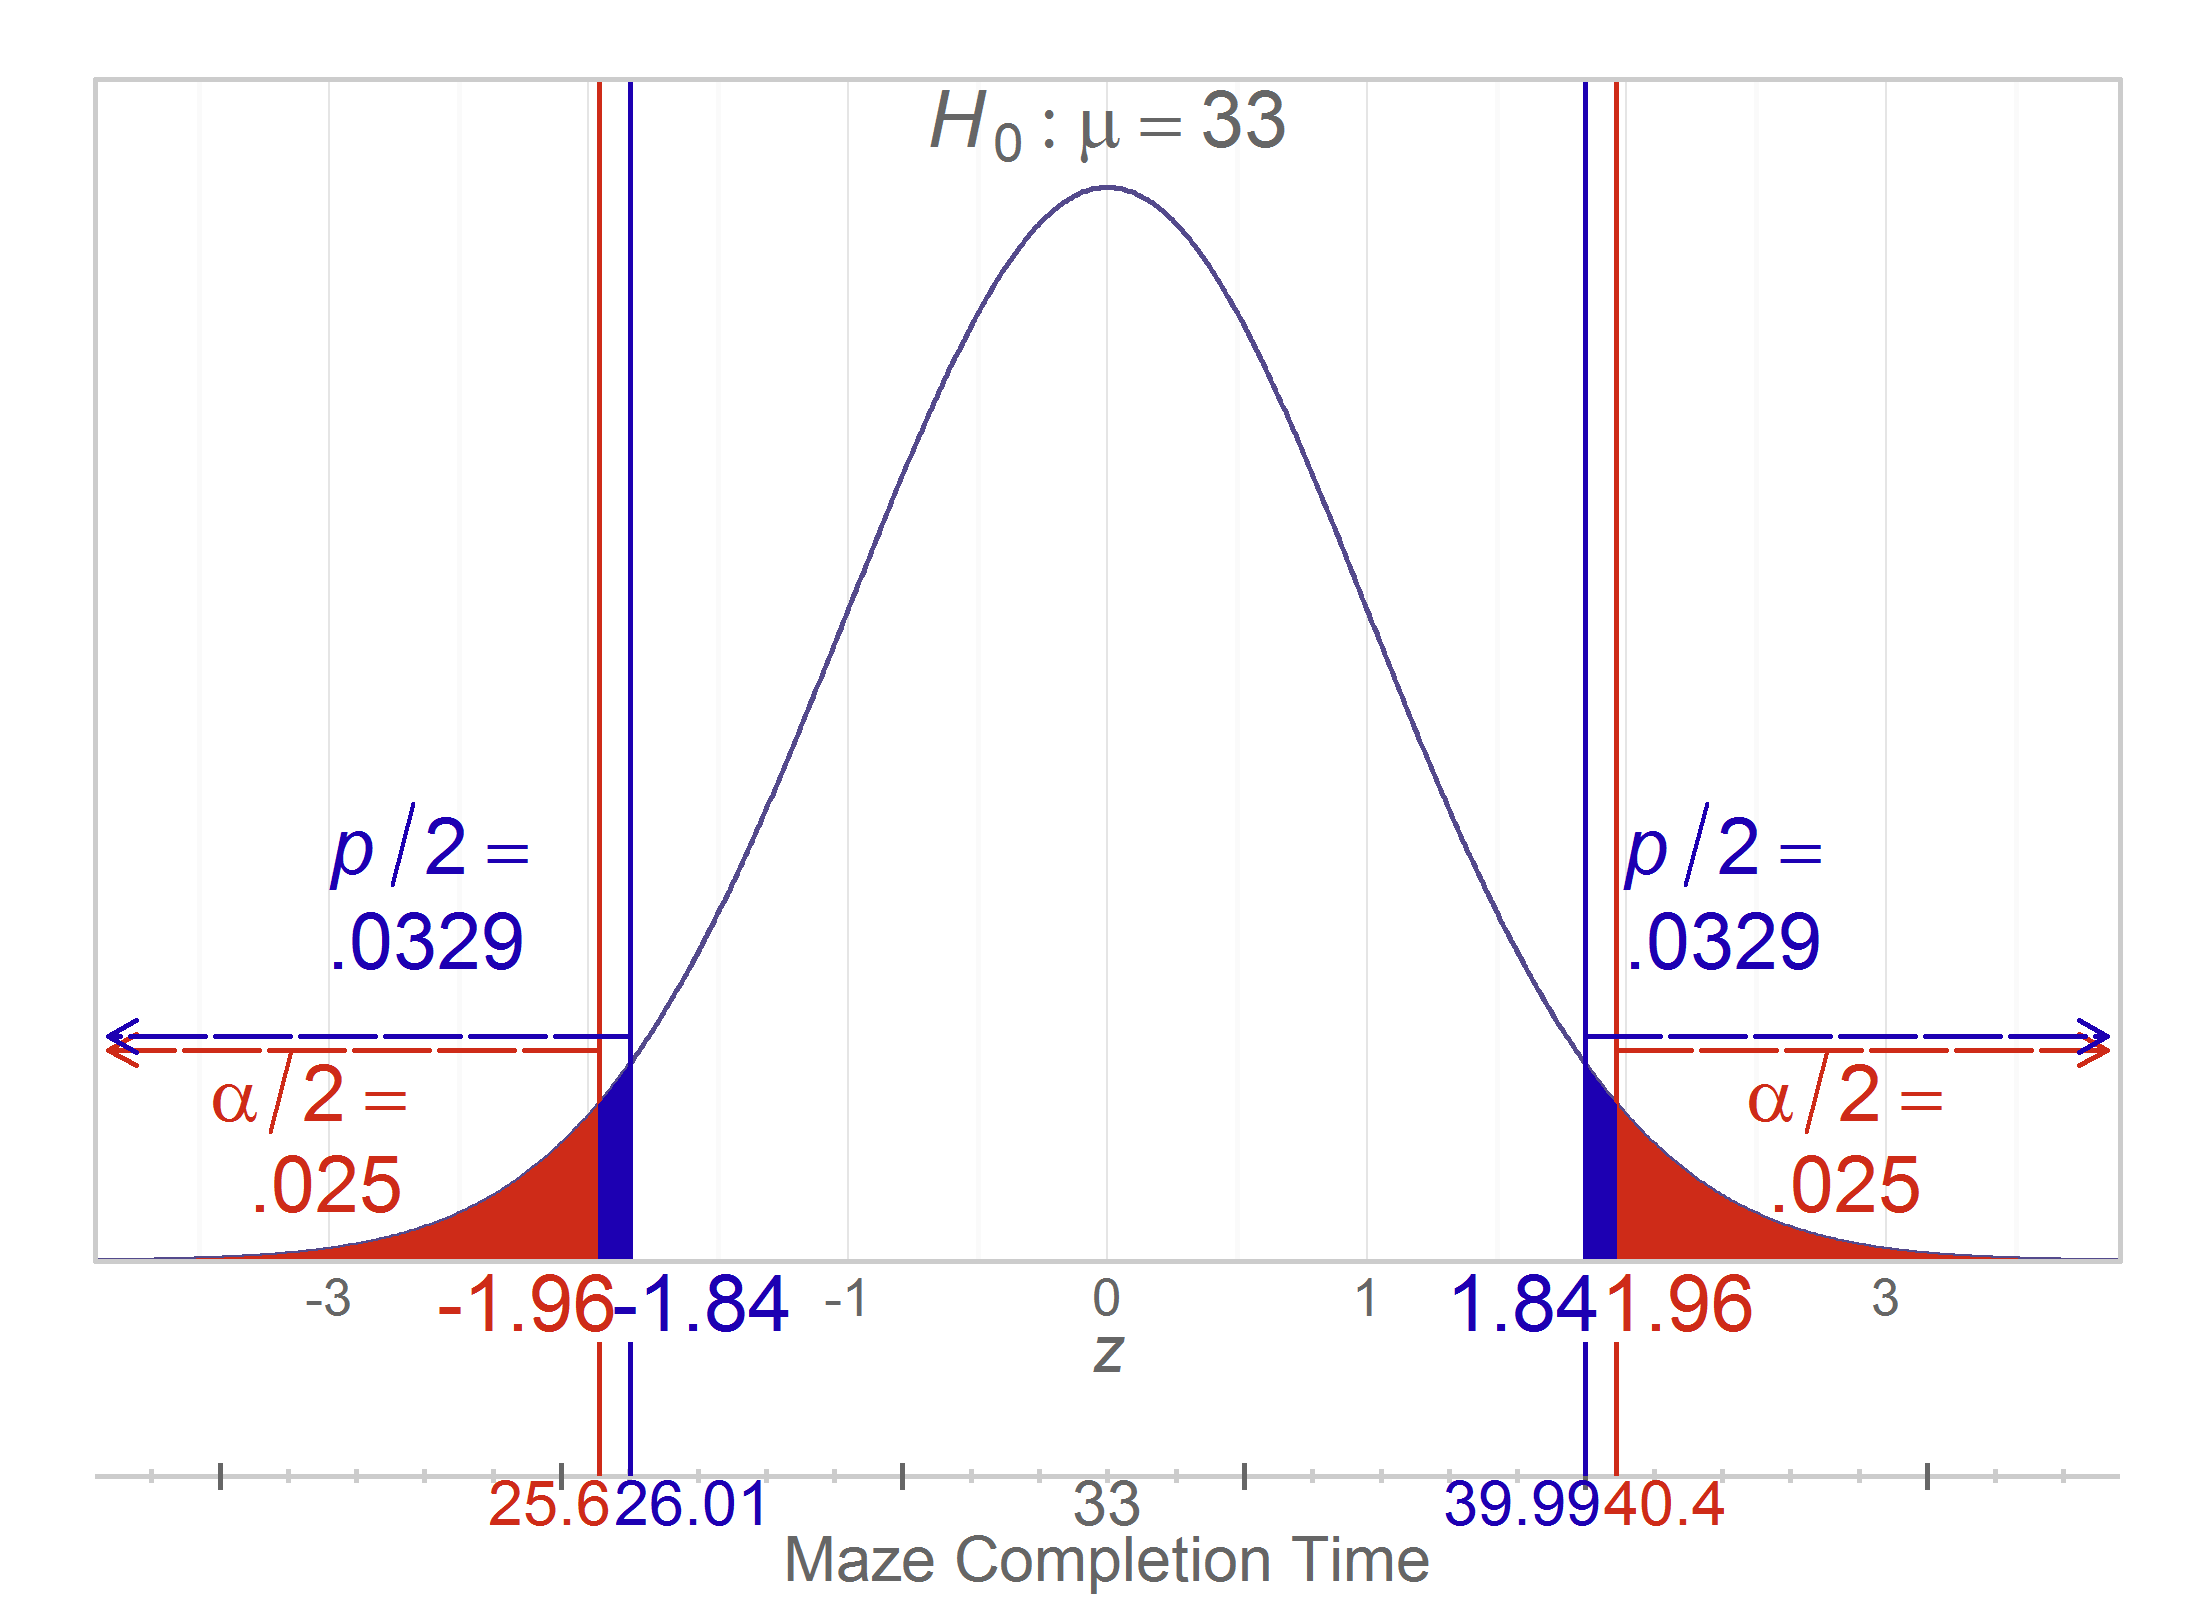 H0 : μ = 33
p/2 =
.0329
p/2 =
.0329
α/2 =
.025
α/2 =
.025
-3 -1.96 -1.84 -1 0 1 1.84 1.96 3
z
25.6 26.01 33 39.99 40.4
Maze Completion Time